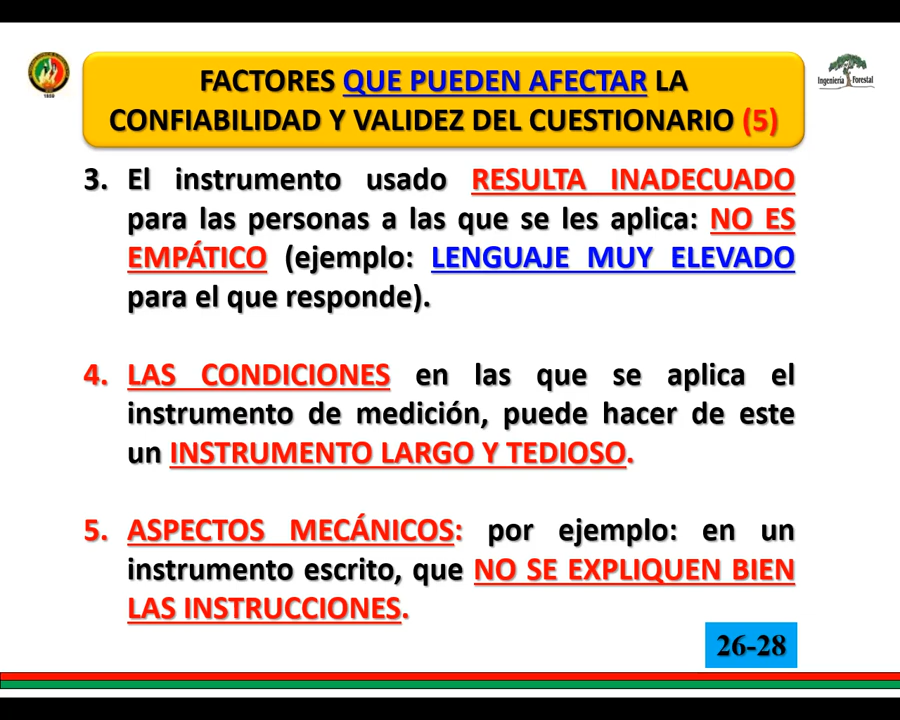 FACTORES QUE PUEDEN AFECTAR LA
CONFIABILIDAD Y VALIDEZ DEL CUESTIONARIO (5)
Ingeniería Forestal
1859
3. El instrumento usado RESULTA INADECUADO
para las personas a las que se les aplica: NO ES
EMPÁTICO (ejemplo: LENGUAJE MUY ELEVADO
para el que responde).
4. LAS CONDICIONES en las que se aplica el
instrumento de medición, puede hacer de este
un INSTRUMENTO LARGO Y TEDIOSO.
5. ASPECTOS MECÁNICOS: por ejemplo: en un
instrumento escrito, que NO SE EXPLIQUEN BIEN
LAS INSTRUCCIONES.
26-28